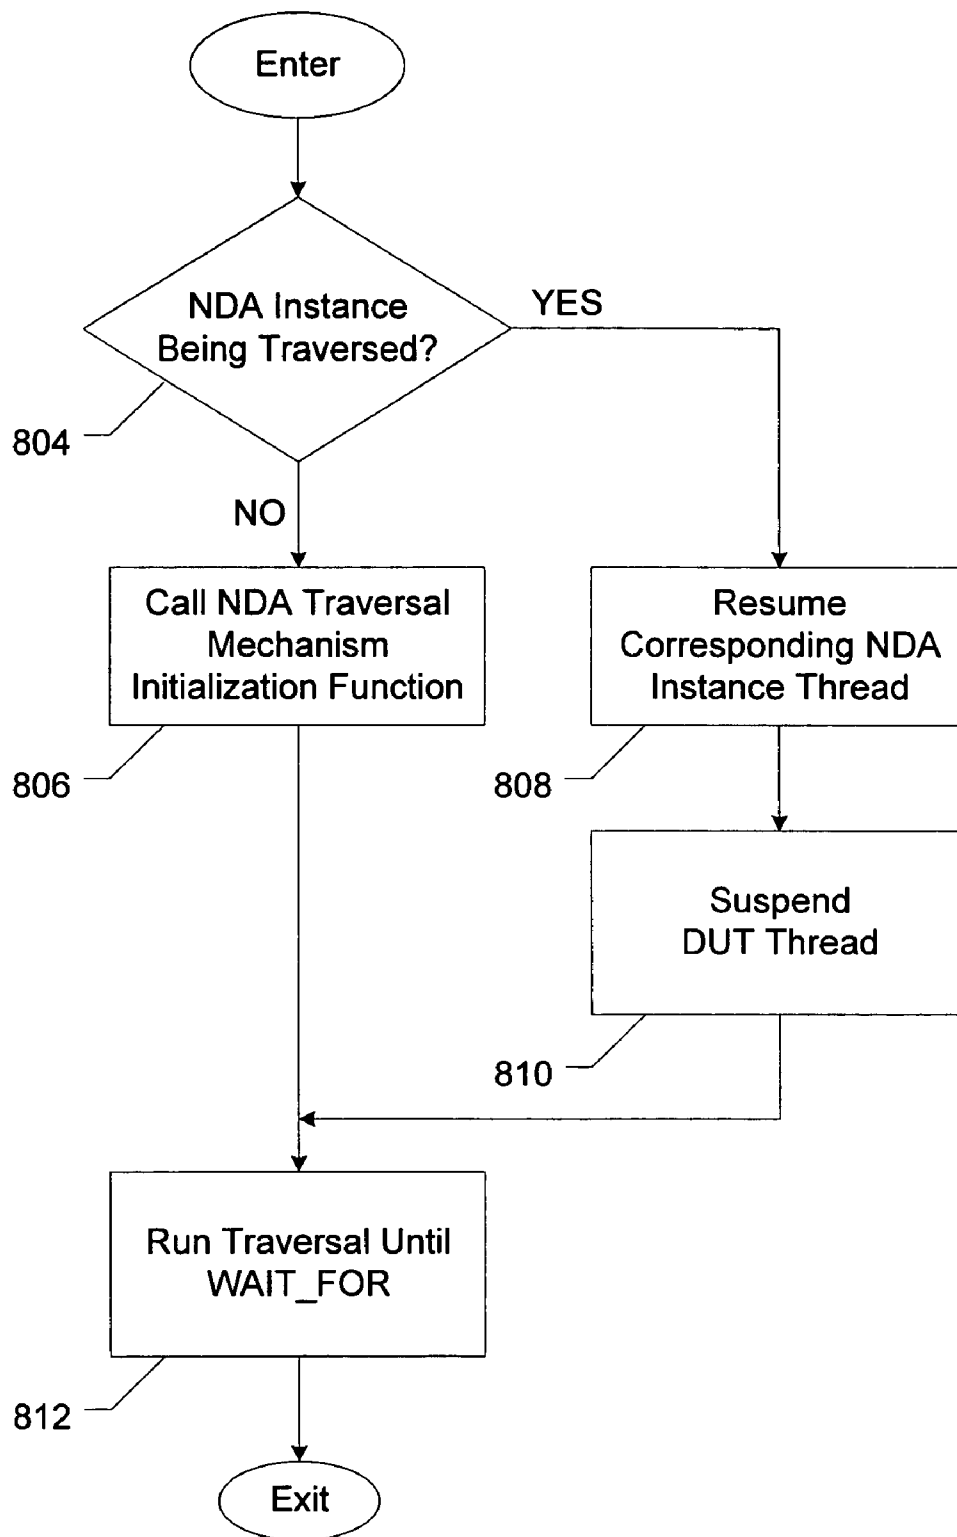 Enter
NDA Instance
Being Traversed?
YES
804
NO
Call NDA Traversal
Mechanism
Initialization Function
806
Resume
Corresponding NDA
Instance Thread
808
Suspend
DUT Thread
810
Run Traversal Until
WAIT_FOR
812
Exit